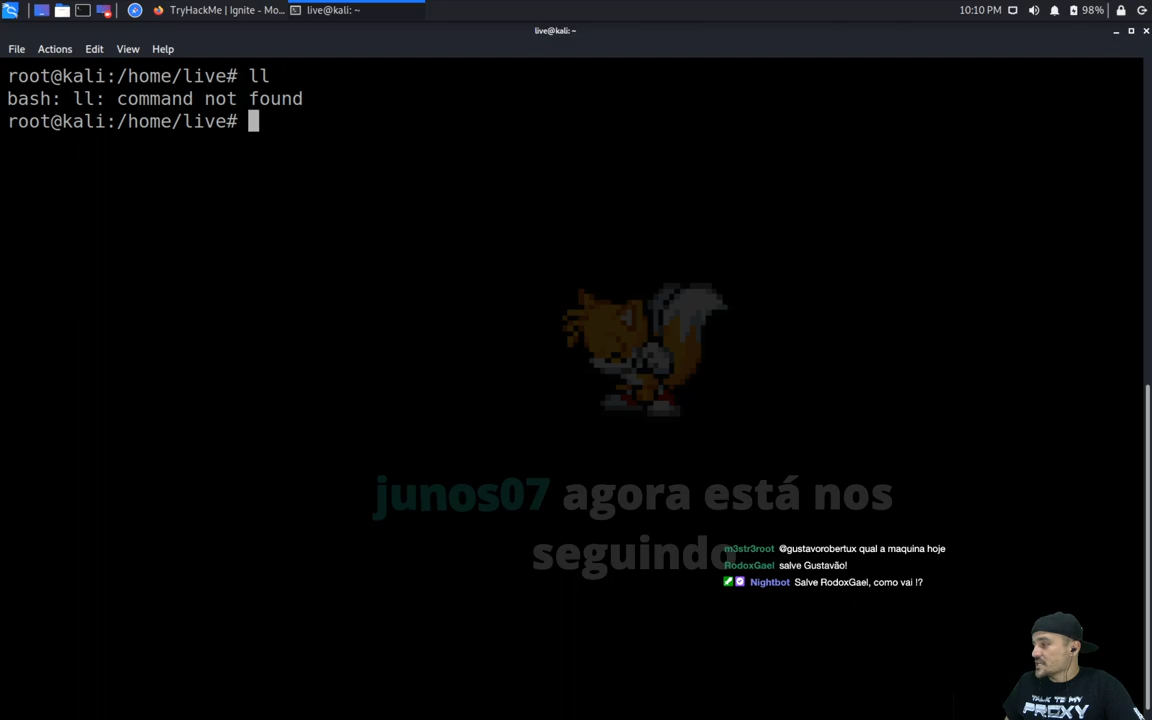 TryHackMe | Ignite - Mo...
live@kali: ~
10:10 PM
98%
live@kali: ~
File Actions Edit View Help
root@kali:/home/live# ll
bash: ll: command not found
root@kali:/home/live#
junos07 agora está nos
seguindo
m3str3root @gustavorobertux qual a maquina hoje
RodoxGael salve Gustavão!
Nightbot Salve RodoxGael, como vai !?
TALK TO MY
PROXY